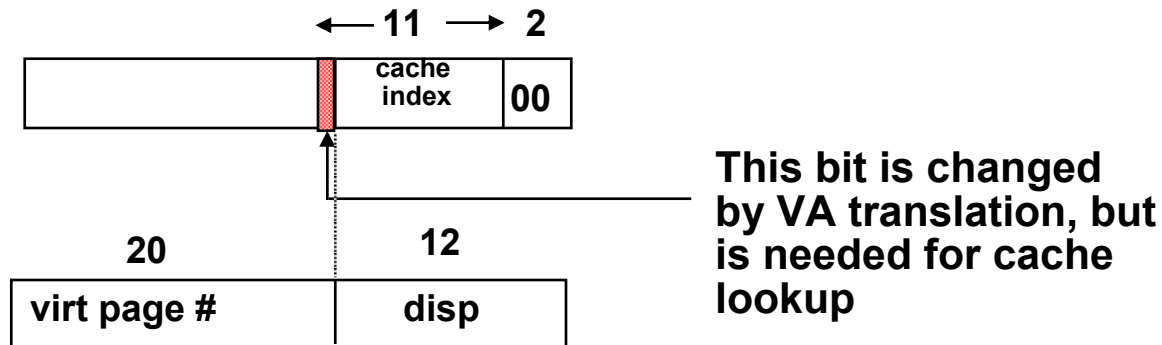 11 2
cache
index
00
This bit is changed
by VA translation, but
is needed for cache
lookup
20 12
virt page # disp